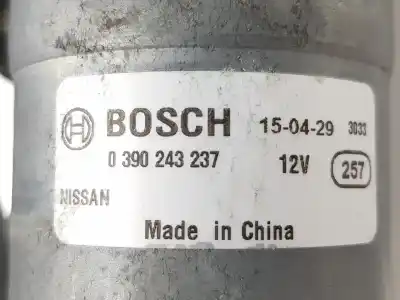 BOSCH 15-04-29 3033
0 390 243 237 12V 257
NISSAN
Made in China